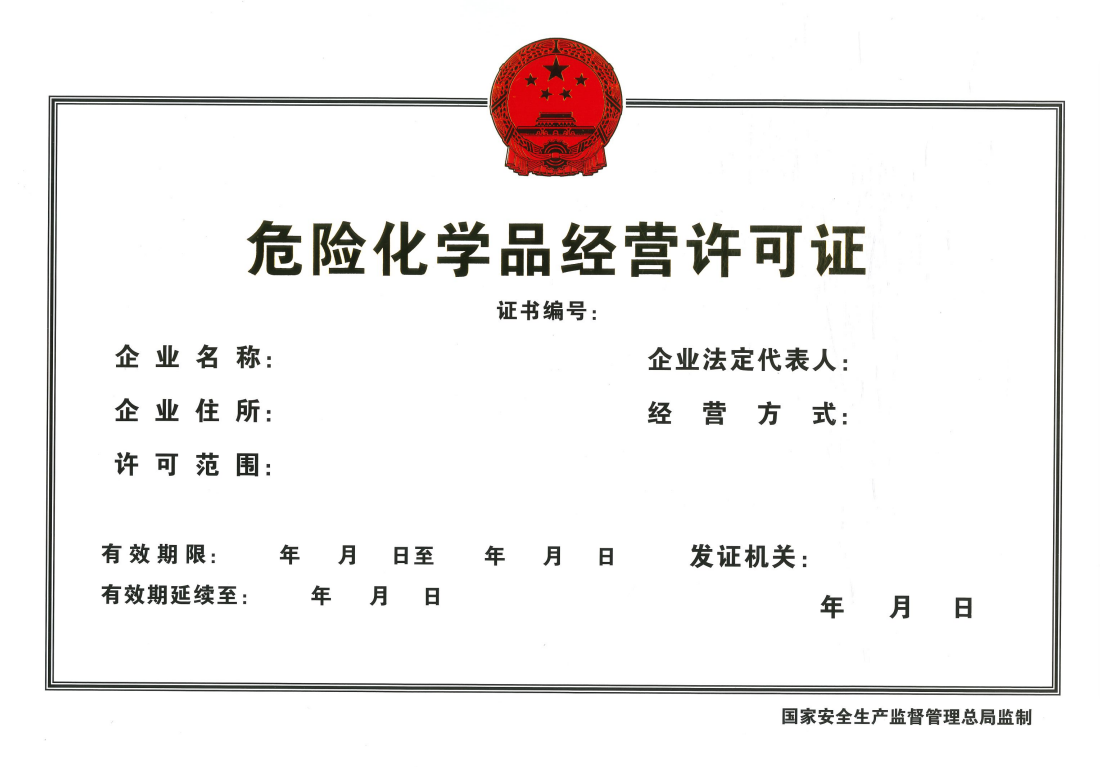 危险化学品经营许可证
证书编号：
企业名称：
企业法定代表人：
企业住所：
经营方式：
许可范围：
有效期限： 年 月 日至 年 月 日
发证机关：
有效期延续至： 年 月 日
年 月 日
国家安全生产监督管理总局监制